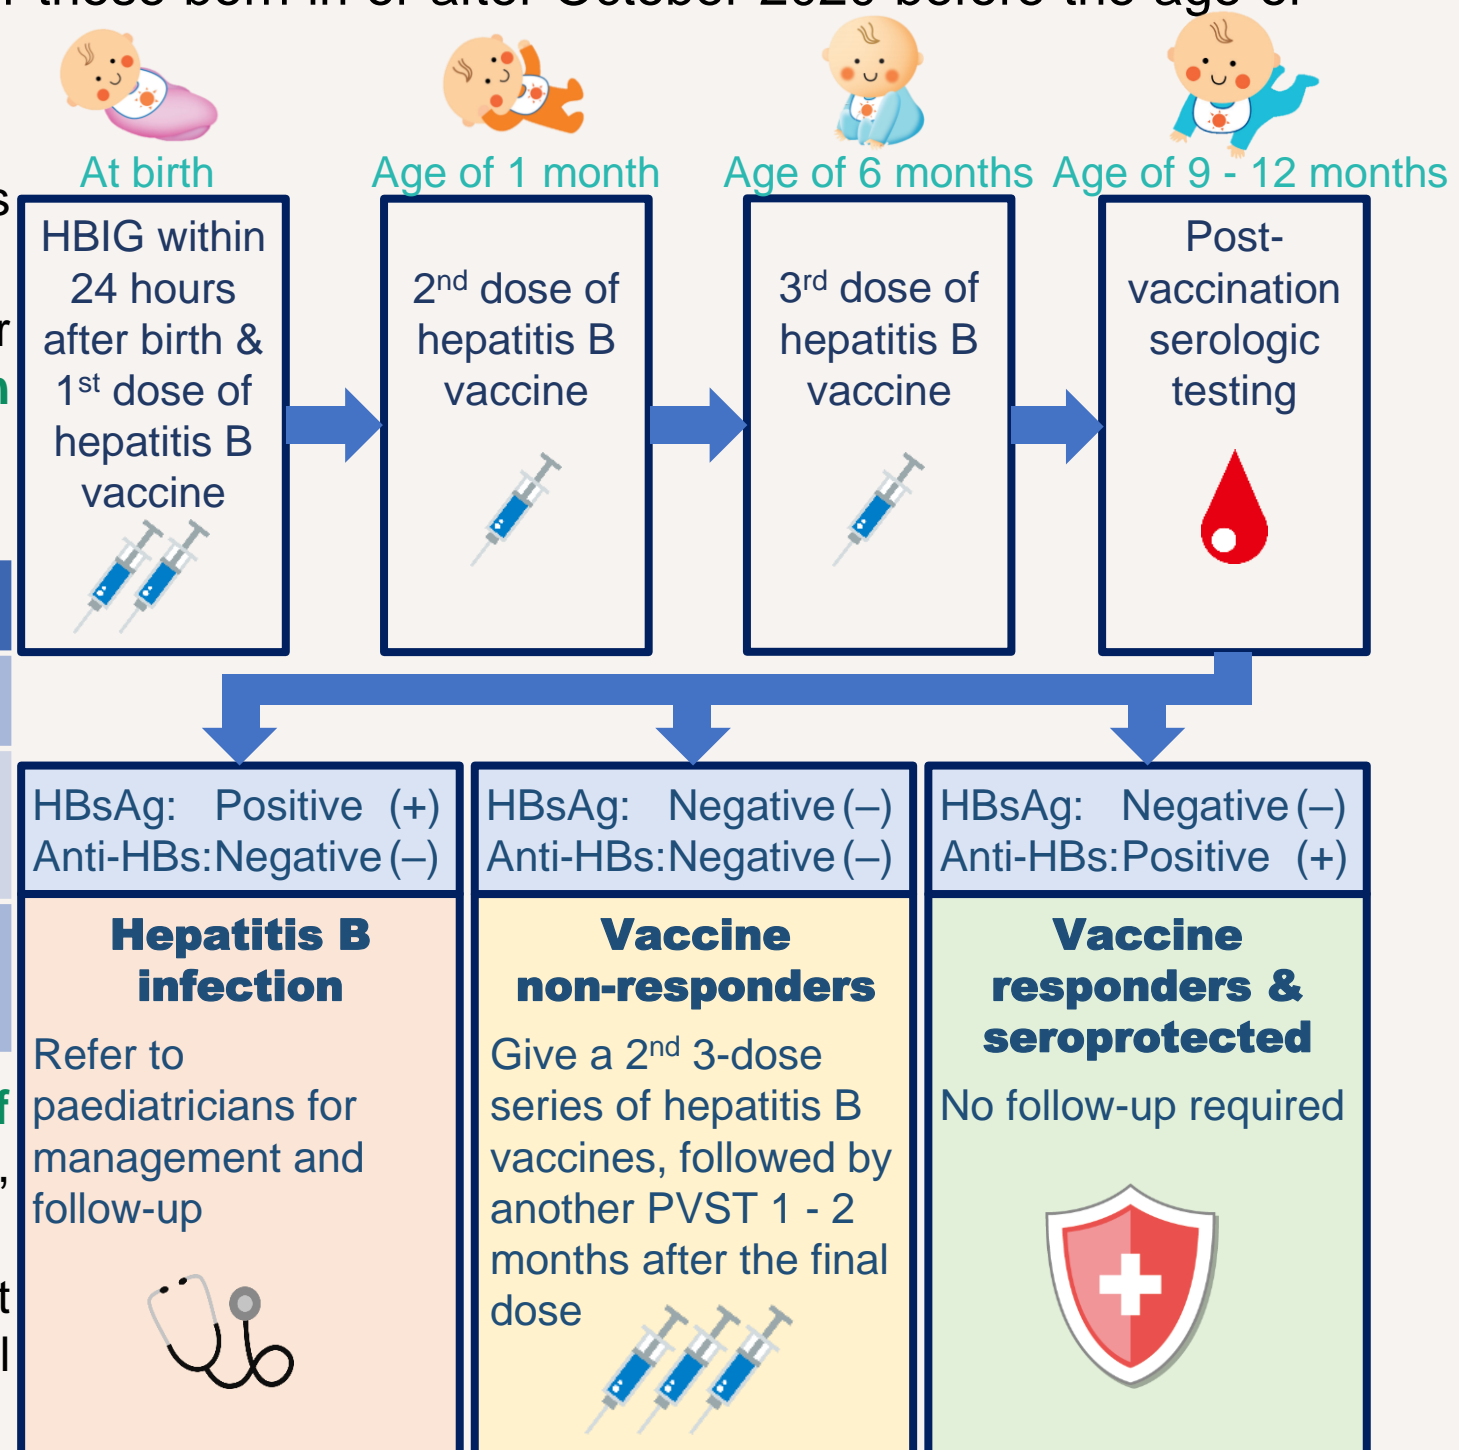 At birth
Age of 1 month
Age of 6 months
Age of 9 - 12 months
HBIG within
24 hours
after birth &
1st dose of
hepatitis B
vaccine
2nd dose of
hepatitis B
vaccine
3rd dose of
hepatitis B
vaccine
Post-
vaccination
serologic
testing
HBsAg: Positive (+)
Anti-HBs: Negative (–)
Hepatitis B
infection
Refer to
paediatricians for
management and
follow-up
HBsAg: Negative (–)
Anti-HBs: Negative (–)
Vaccine
non-responders
Give a 2nd 3-dose
series of hepatitis B
vaccines, followed by
another PVST 1 - 2
months after the final
dose
HBsAg: Negative (–)
Anti-HBs: Positive (+)
Vaccine
responders &
seroprotected
No follow-up required